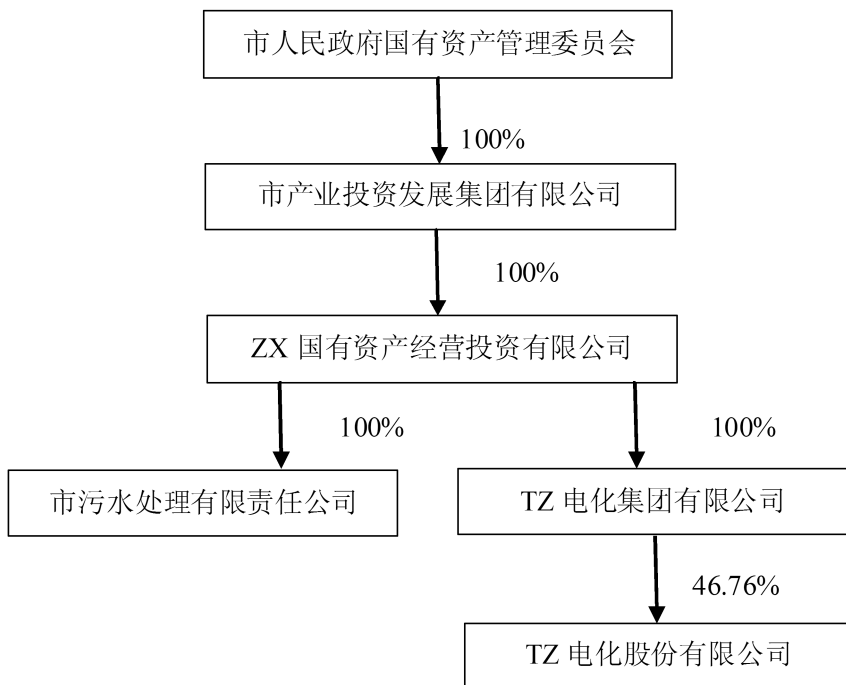 市人民政府国有资产管理委员会
100%
市产业投资发展集团有限公司
100%
ZX 国有资产经营投资有限公司
100%
100%
市污水处理有限责任公司
TZ 电化集团有限公司
46.76%
TZ 电化股份有限公司